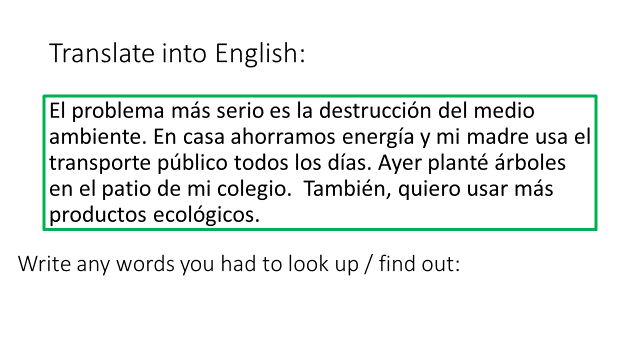 Translate into English:
El problema más serio es la destrucción del medio
ambiente. En casa ahorramos energía y mi madre usa el
transporte público todos los días. Ayer planté árboles
en el patio de mi colegio.  También, quiero usar más
productos ecológicos.
Write any words you had to look up / find out: